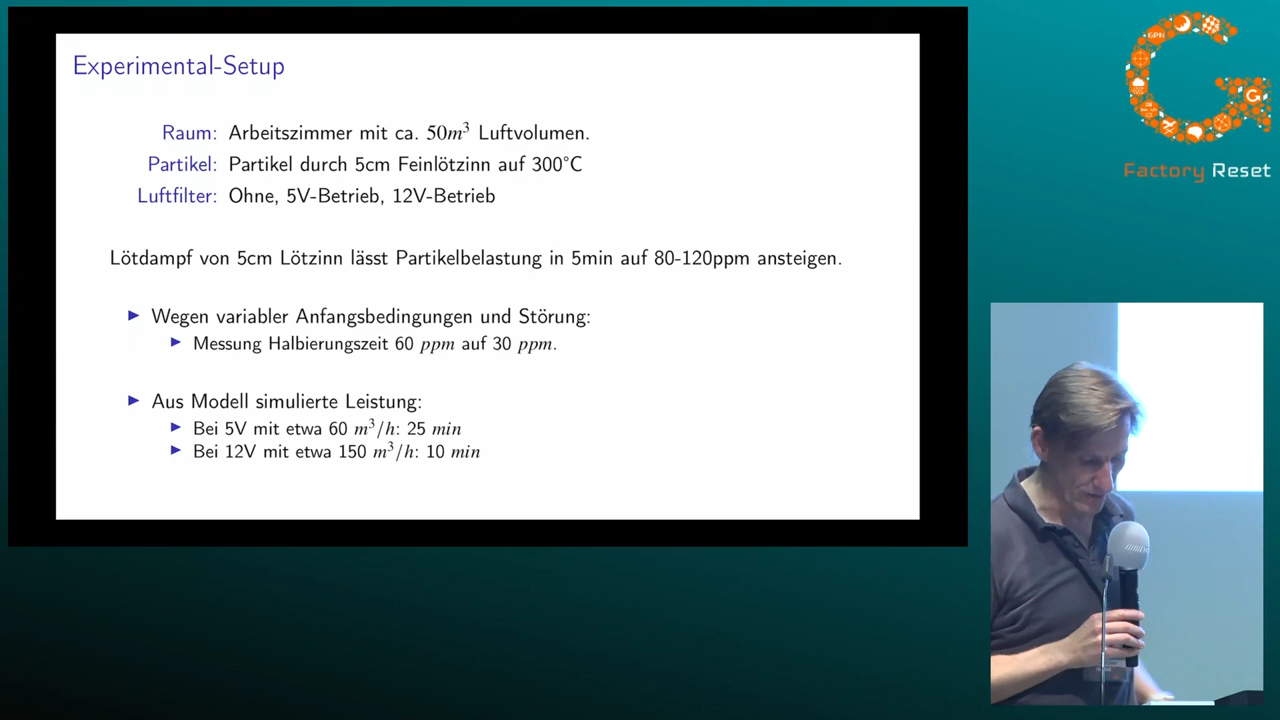 Experimental-Setup
Raum: Arbeitszimmer mit ca. 50m³ Luftvolumen.
Partikel: Partikel durch 5cm Feinlötzinn auf 300°C
Luftfilter: Ohne, 5V-Betrieb, 12V-Betrieb
Lötdampf von 5cm Lötzinn lässt Partikelbelastung in 5min auf 80-120ppm ansteigen.
▶ Wegen variabler Anfangsbedingungen und Störung:
▶ Messung Halbierungszeit 60 ppm auf 30 ppm.
▶ Aus Modell simulierte Leistung:
▶ Bei 5V mit etwa 60 m³/h: 25 min
▶ Bei 12V mit etwa 150 m³/h: 10 min
GPN
Factory Reset